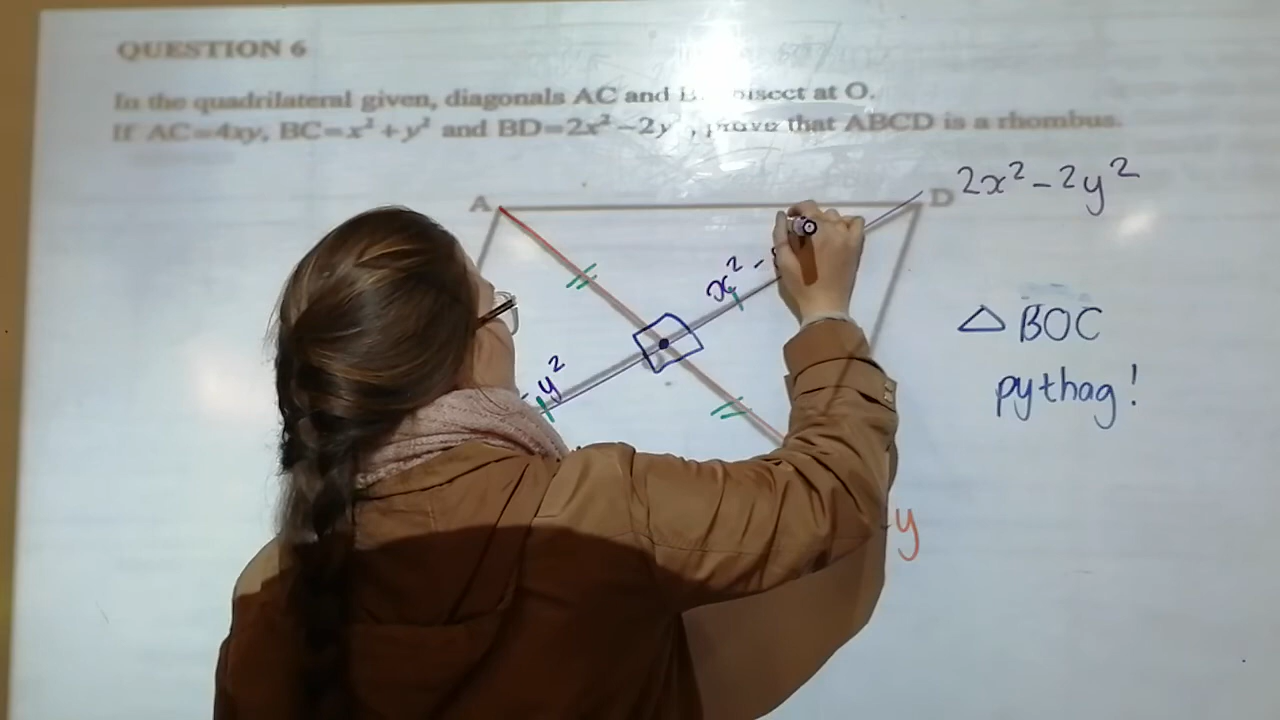 QUESTION 6
In the quadrilateral given, diagonals AC and bisect at O.
If AC=4xy, BC=x²+y² and BD=2x²−2y², prove that ABCD is a rhombus.
A
D
2x²-2y²
x²-
y²
△BOC
pythag!
y